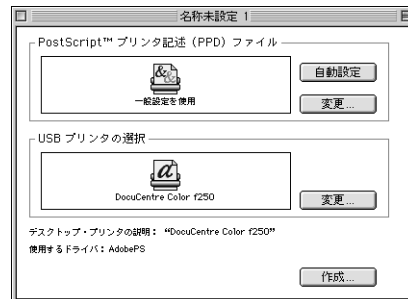 名称未設定 1
PostScript™ プリンタ記述（PPD）ファイル
一般設定を使用
自動設定
変更...
USB プリンタの選択
DocuCentre Color f250
変更...
デスクトップ・プリンタの説明： “DocuCentre Color f250”
使用するドライバ：AdobePS
作成...